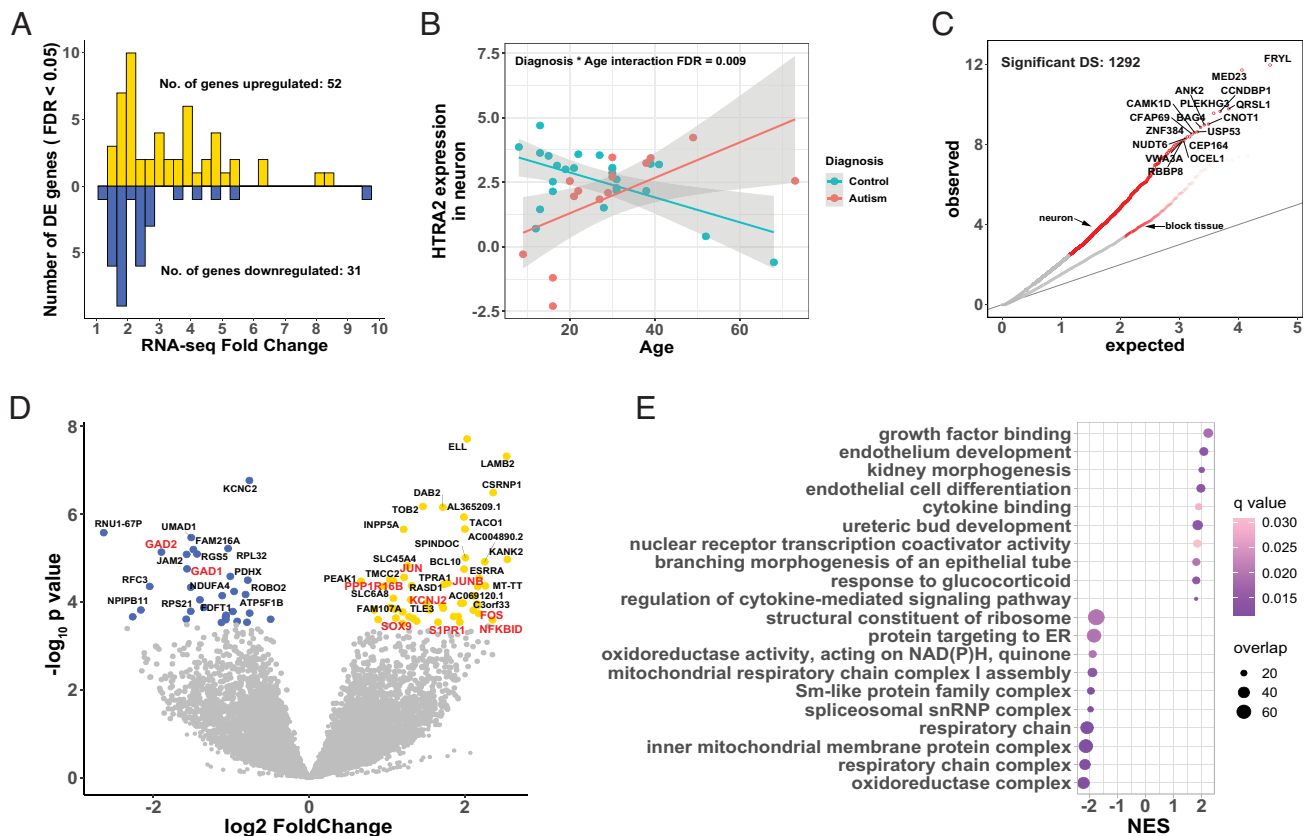 A
Number of DE genes ( FDR < 0.05)
10
5
0
5
No. of genes upregulated: 52
No. of genes downregulated: 31
1 2 3 4 5 6 7 8 9 10
RNA-seq Fold Change
B
HTRA2 expression
in neuron
7.5
5.0
2.5
0.0
-2.5
Diagnosis * Age interaction FDR = 0.009
20 40 60
Age
Diagnosis
Control
Autism
C
observed
12
8
4
0
Significant DS: 1292
FRYL
MED23
ANK2 CCNDBP1
CAMK1D PLEKHG3 QRSL1
CFAP69 BAG4 CNOT1
ZNF384 USP53
NUDT6 CEP164
VWA3A OCEL1
RBBP8
neuron
block tissue
0 1 2 3 4 5
expected
D
-log10 p value
8
6
4
2
0
ELL
LAMB2
KCNC2
CSRNP1
DAB2
TOB2 AL365209.1
RNU1-67P UMAD1
INPP5A TACO1
GAD2 FAM216A
SPINDOC AC004890.2
JAM2 RGS5 RPL32
SLC45A4 BCL10 KANK2
GAD1 PDHX
TMCC2 JUN ESRRA
RFC3 NDUFA4 ROBO2
PEAK1 PPP1R16B TPRA1 JUNB
SLC6A8 RASD1 MT-TT
NPIPB11 RPS21 FDFT1 ATP5F1B
KCNJ2 AC069120.1
FAM107A TLE3 C3orf33
SOX9 S1PR1 FOS
NFKBID
-2 0 2
log2 FoldChange
E
growth factor binding
endothelium development
kidney morphogenesis
endothelial cell differentiation
cytokine binding
ureteric bud development
nuclear receptor transcription coactivator activity
branching morphogenesis of an epithelial tube
response to glucocorticoid
regulation of cytokine-mediated signaling pathway
structural constituent of ribosome
protein targeting to ER
oxidoreductase activity, acting on NAD(P)H, quinone
mitochondrial respiratory chain complex I assembly
Sm-like protein family complex
spliceosomal snRNP complex
respiratory chain
inner mitochondrial membrane protein complex
respiratory chain complex
oxidoreductase complex
-2 -1 0 1 2
NES
q value
0.030
0.025
0.020
0.015
overlap
20
40
60